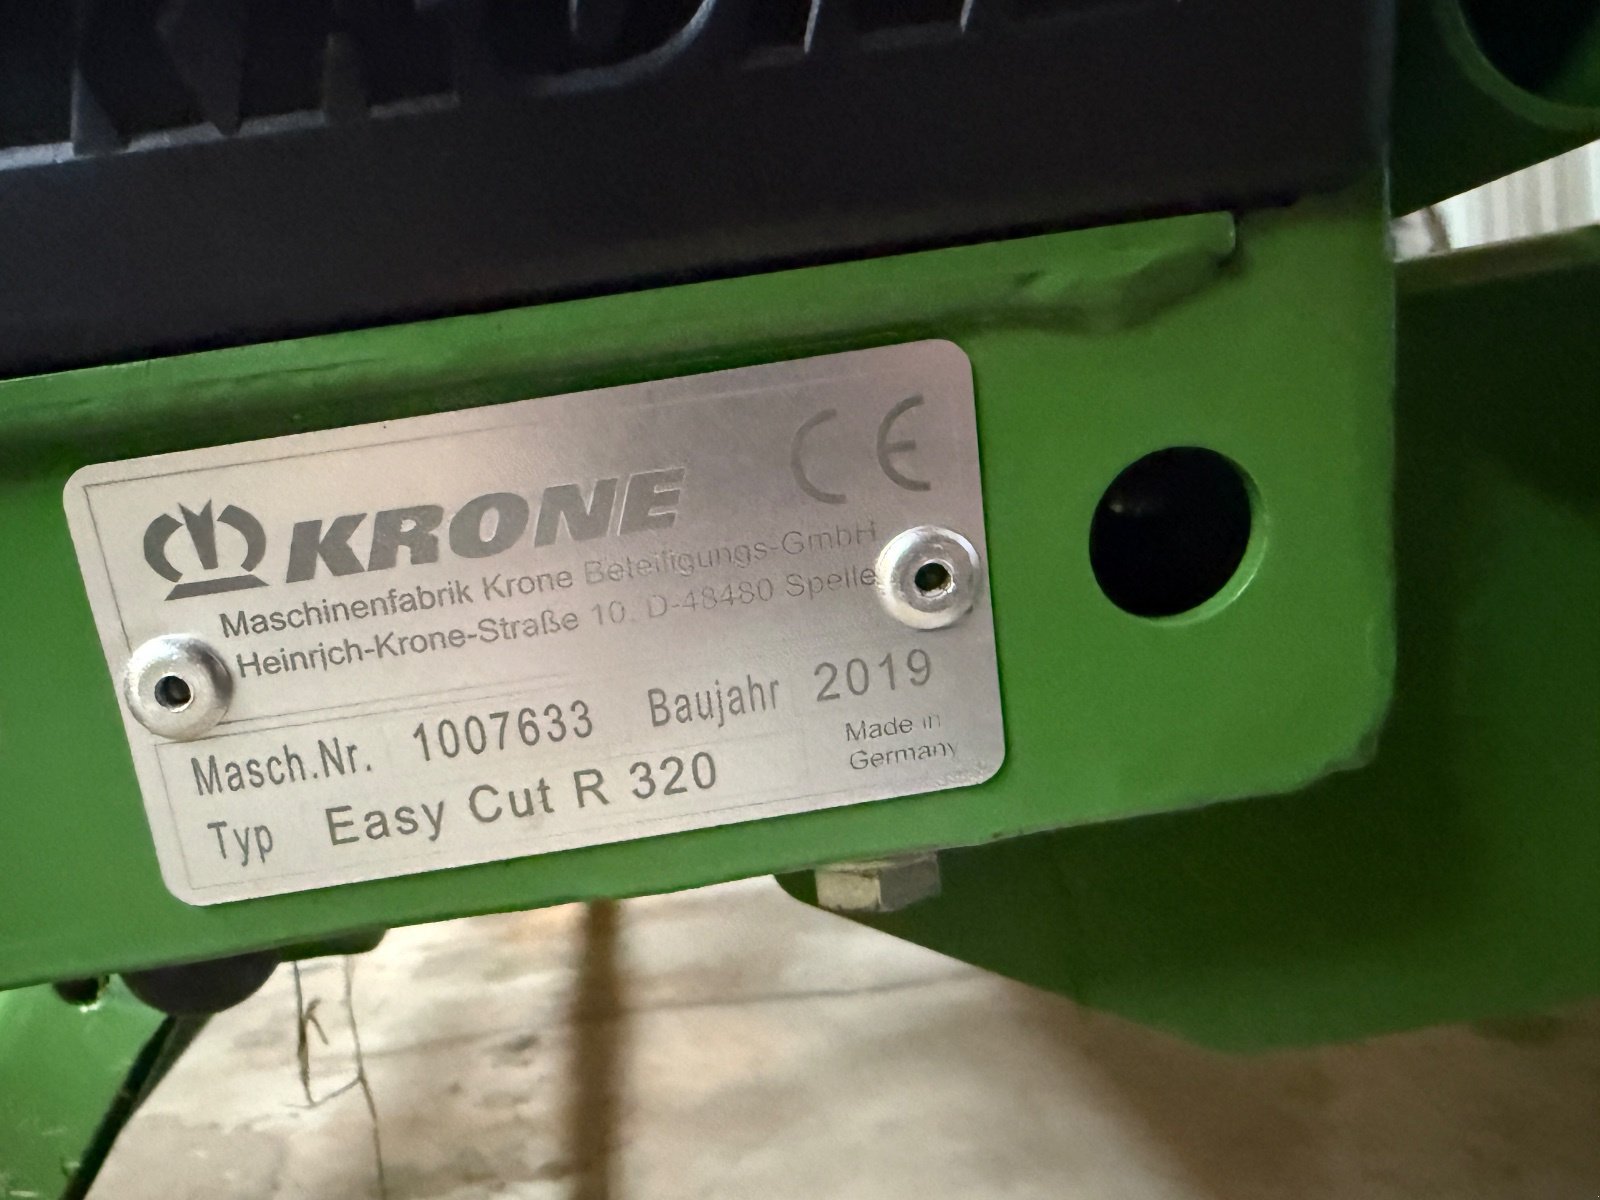 KRONE
CE
Maschinenfabrik Krone Beteiligungs-GmbH
Heinrich-Krone-Straße 10, D-48480 Spelle
Masch.Nr. 1007633 Baujahr 2019
Typ Easy Cut R 320
Made in
Germany